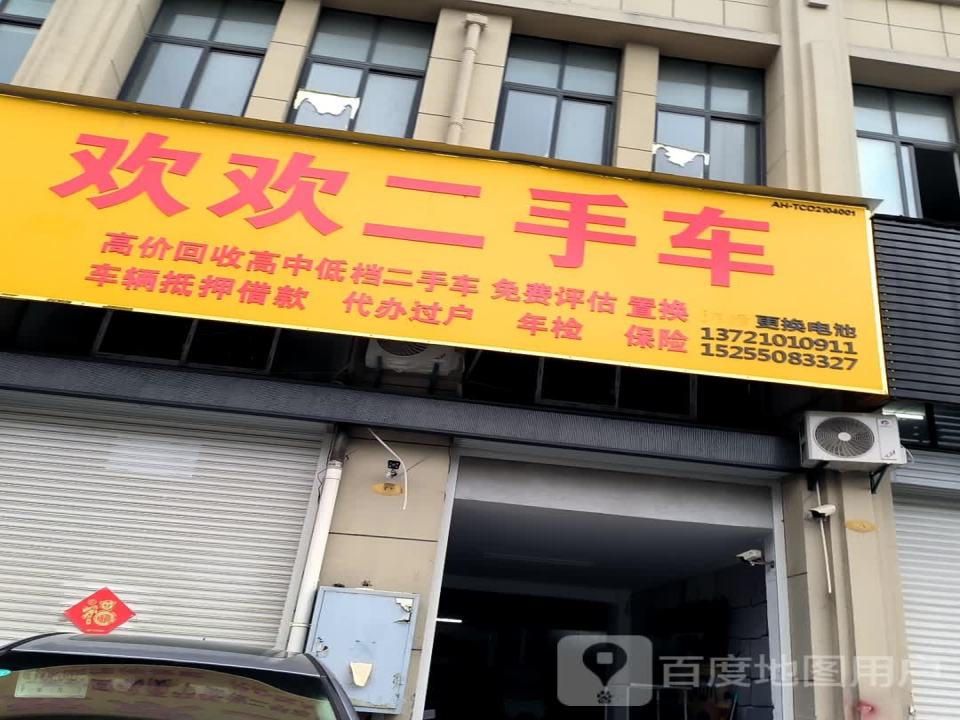 AH-TCD2104001
欢欢二手车
高价回收高中低档二手车 免费评估 置换
车辆抵押借款 代办过户 年检 保险
更换电池
13721010911
15255083327
福
百度地图用户